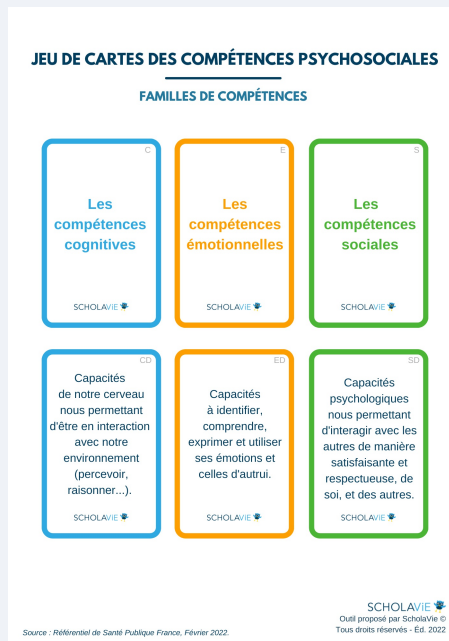 JEU DE CARTES DES COMPÉTENCES PSYCHOSOCIALES
FAMILLES DE COMPÉTENCES
C
Les
compétences
cognitives
SCHOLAVIE
E
Les
compétences
émotionnelles
SCHOLAVIE
S
Les
compétences
sociales
SCHOLAVIE
CD
Capacités
de notre cerveau
nous permettant
d'être en interaction
avec notre
environnement
(percevoir,
raisonner...).
SCHOLAVIE
ED
Capacités
à identifier,
comprendre,
exprimer et utiliser
ses émotions et
celles d'autrui.
SCHOLAVIE
SD
Capacités
psychologiques
nous permettant
d'interagir avec les
autres de manière
satisfaisante et
respectueuse, de
soi, et des autres.
SCHOLAVIE
SCHOLAVIE
Outil proposé par ScholaVie ©
Tous droits réservés - Éd. 2022
Source : Référentiel de Santé Publique France, Février 2022.